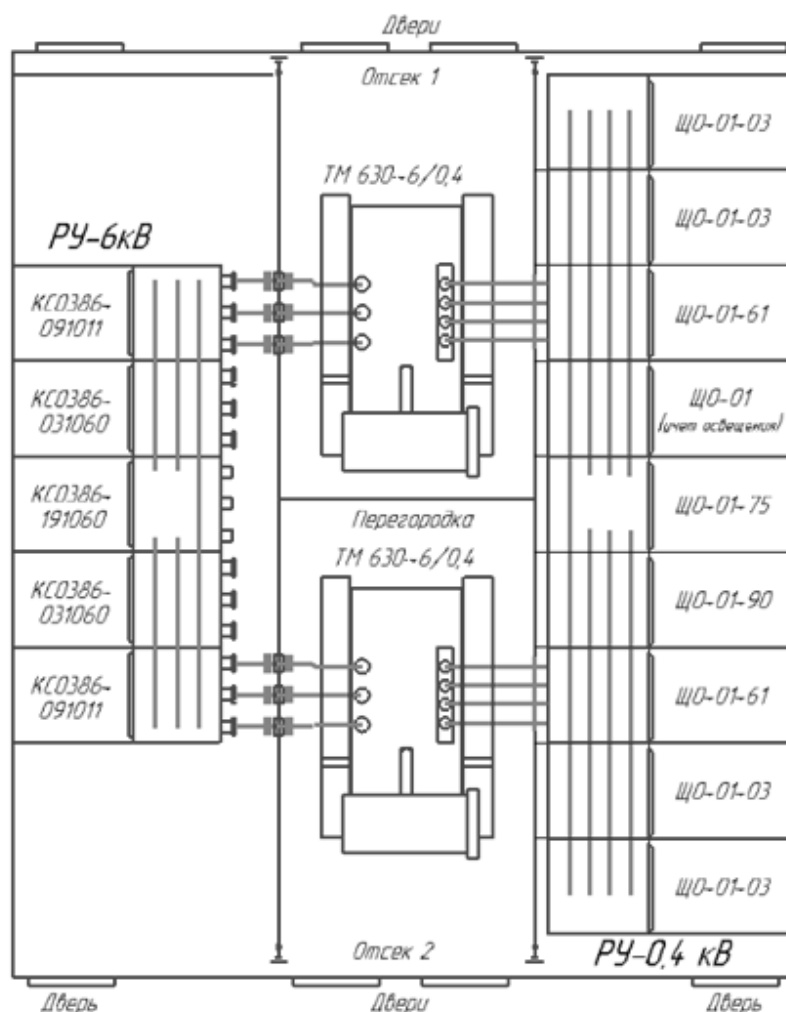 Двери
Отсек 1
ТМ 630-6/0,4
РУ-6кВ
КСО386-
091011
КСО386-
031060
КСО386-
191060
КСО386-
031060
КСО386-
091011
ЩО-01-03
ЩО-01-03
ЩО-01-61
ЩО-01
(учет освещения)
ЩО-01-75
ЩО-01-90
ЩО-01-61
ЩО-01-03
ЩО-01-03
Перегородка
ТМ 630-6/0,4
Отсек 2
РУ-0,4 кВ
Дверь
Двери
Дверь